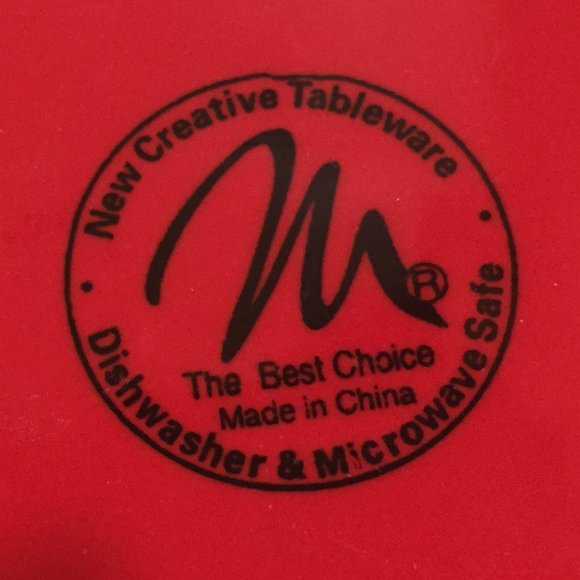 New Creative Tableware
M®
The Best Choice
Made in China
Dishwasher & Microwave Safe